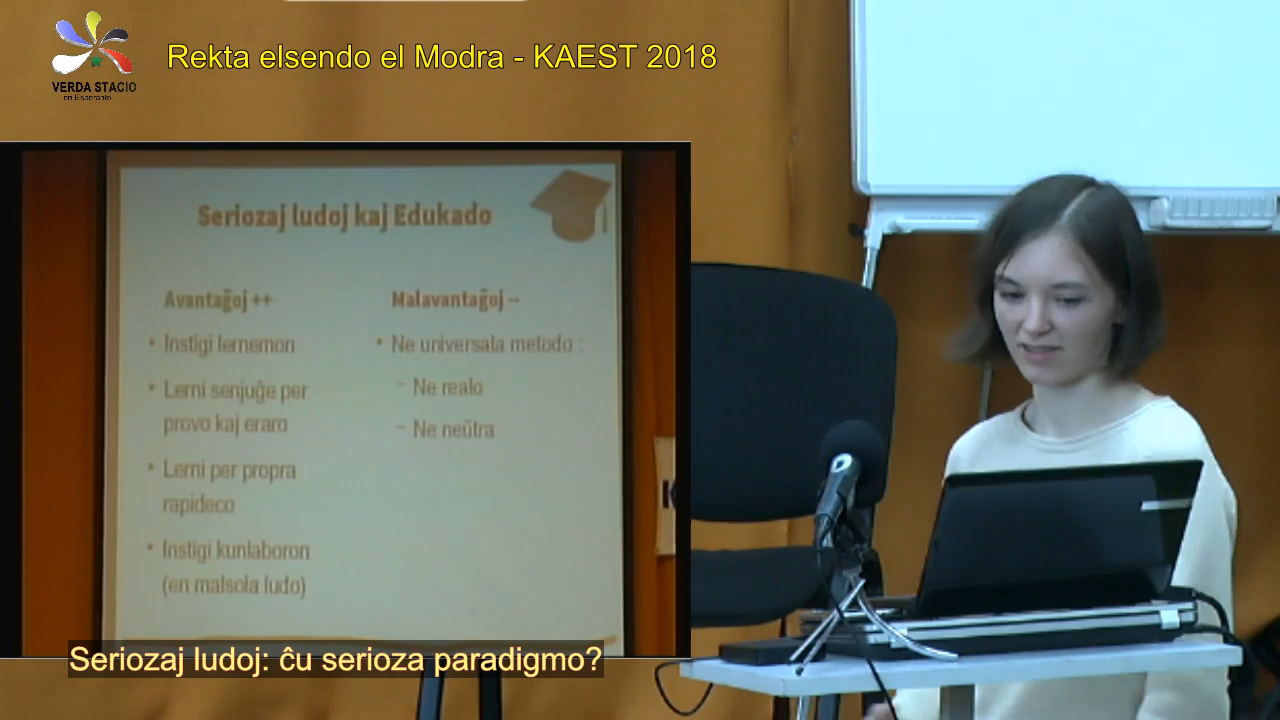 VERDA STACIO
en Esperanto
Rekta elsendo el Modra - KAEST 2018
Seriozaj ludoj kaj Edukado
Avantaĝoj ++
• Instigi lernemon
• Lerni senjuĝe per
provo kaj eraro
• Lerni per propra
rapideco
• Instigi kunlaboron
(en malsola ludo)
Malavantaĝoj --
• Ne universala metodo :
– Ne realo
– Ne neŭtra
Seriozaj ludoj: ĉu serioza paradigmo?